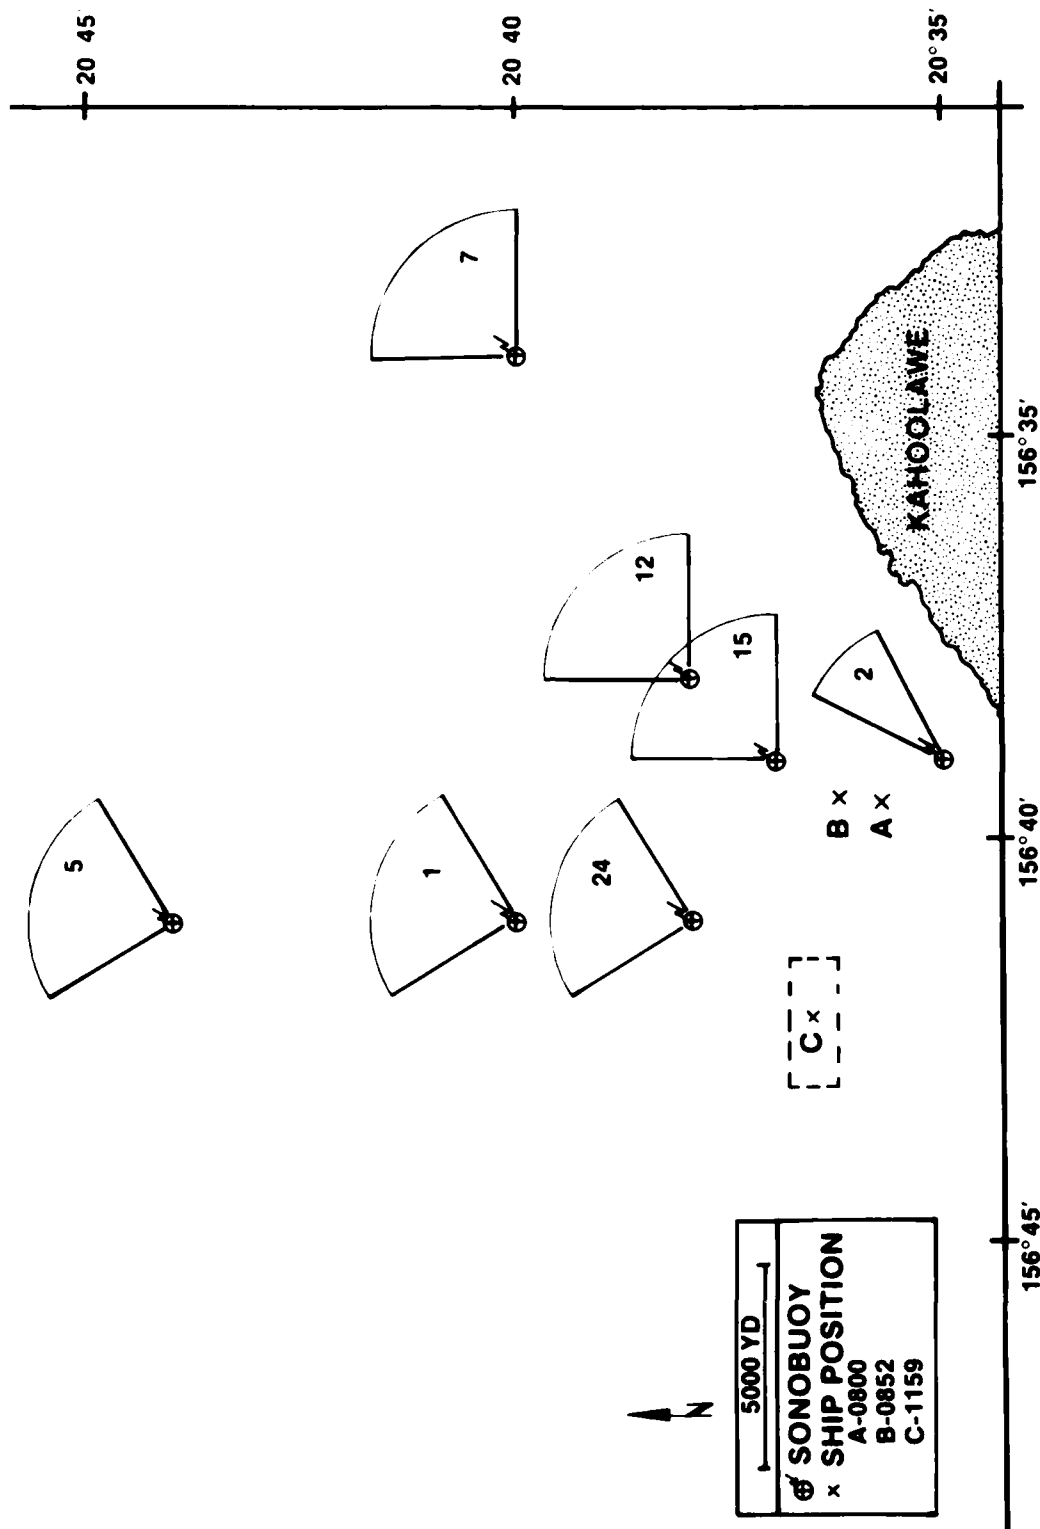 20 45'
20 40
20° 35'
5
7
1
24
12
15
2
B ×
A ×
C ×
KAHOOLAWE
156° 45'
156° 40'
156° 35'
N
5000 YD
SONOBUOY
× SHIP POSITION
A-0800
B-0852
C-1159